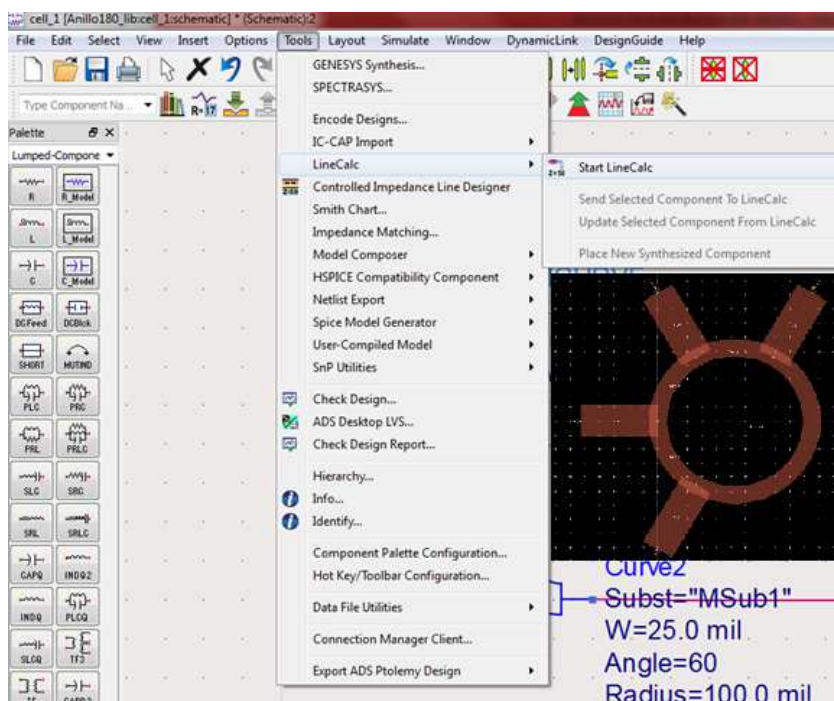 cell_1 [Anillo180_lib:cell_1:schematic] * (Schematic):2
File Edit Select View Insert Options Tools Layout Simulate Window DynamicLink DesignGuide Help
Type Component Na...
Palette
Lumped-Compone
R R_Model
L L_Model
C C_Model
DCFeed DCBlck
SHORT MUTIND
PLC PRC
PRL PRLC
SLC SRC
SRL SRLC
CAPQ INDQ2
INDQ PLCQ
SLCQ TF3
GENESYS Synthesis...
SPECTRASYS...
Encode Designs...
IC-CAP Import
LineCalc
Controlled Impedance Line Designer
Smith Chart...
Impedance Matching...
Model Composer
HSPICE Compatibility Component
Netlist Export
Spice Model Generator
User-Compiled Model
SnP Utilities
Check Design...
ADS Desktop LVS...
Check Design Report...
Hierarchy...
Info...
Identify...
Component Palette Configuration...
Hot Key/Toolbar Configuration...
Data File Utilities
Connection Manager Client...
Export ADS Ptolemy Design
Start LineCalc
Send Selected Component To LineCalc
Update Selected Component From LineCalc
Place New Synthesized Component
Curve2
Subst="MSub1"
W=25.0 mil
Angle=60
Radius=100.0 mil